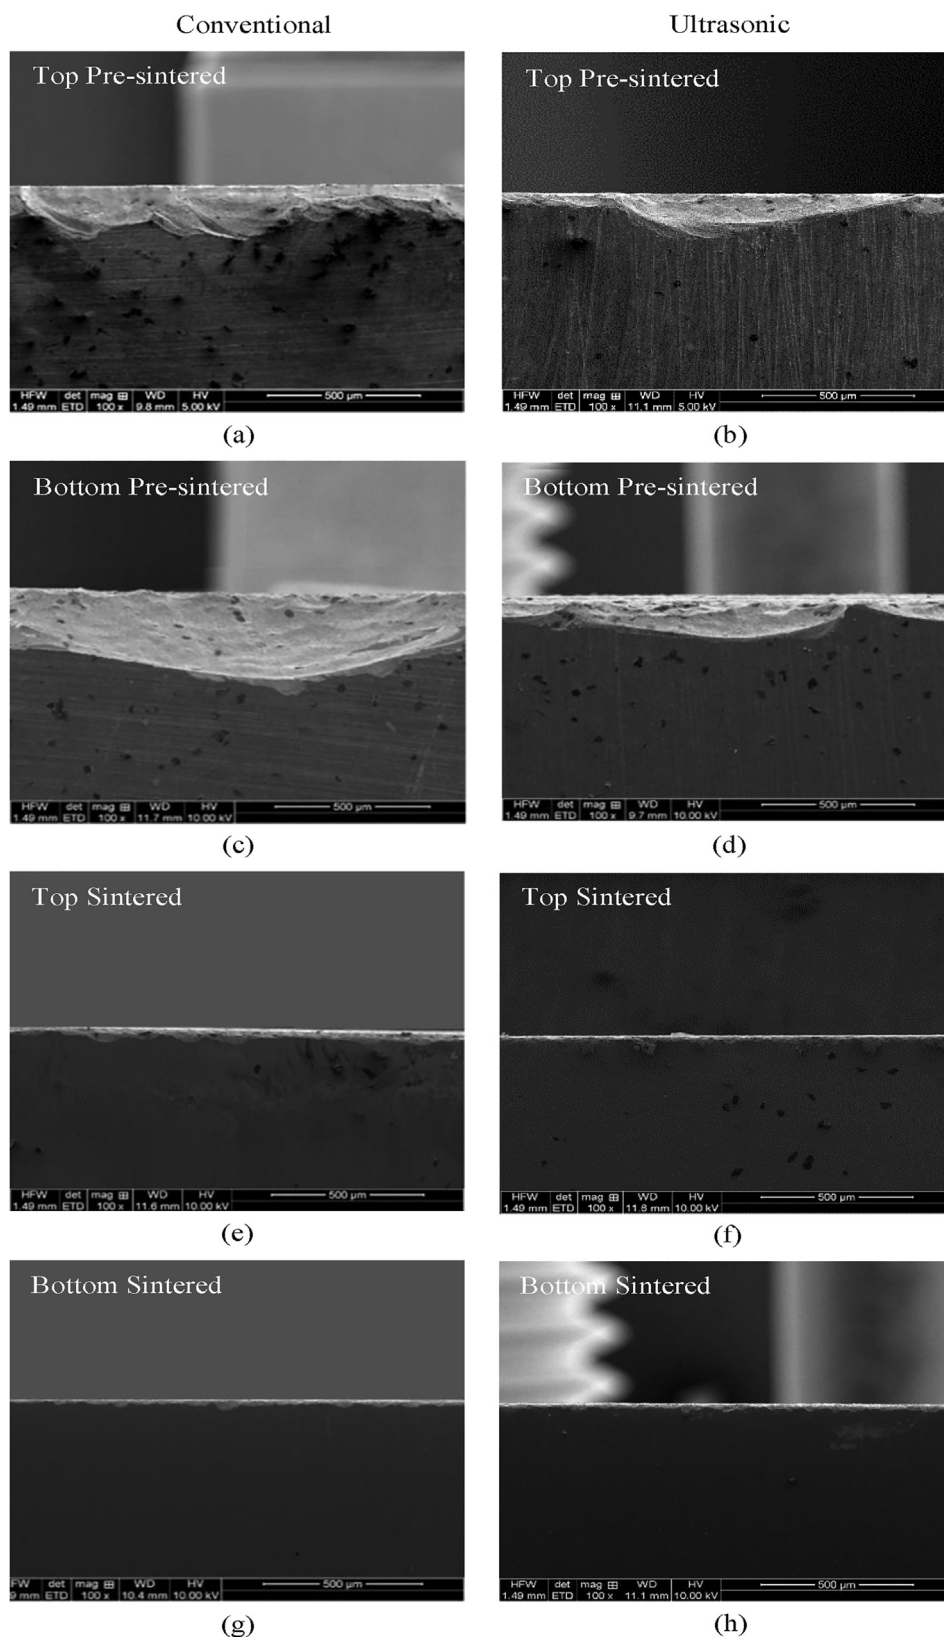 Conventional
Ultrasonic
Top Pre-sintered
Top Pre-sintered
HFW det mag WD HV 500 µm
1.49 mm ETD 100 x 9.8 mm 5.00 kV
HFW det mag WD HV 500 µm
1.49 mm ETD 100 x 11.1 mm 5.00 kV
(a)
(b)
Bottom Pre-sintered
Bottom Pre-sintered
HFW det mag WD HV 500 µm
1.49 mm ETD 100 x 11.7 mm 10.00 kV
HFW det mag WD HV 500 µm
1.49 mm ETD 100 x 9.7 mm 10.00 kV
(c)
(d)
Top Sintered
Top Sintered
HFW det mag WD HV 500 µm
1.49 mm ETD 100 x 11.6 mm 10.00 kV
HFW det mag WD HV 500 µm
1.49 mm ETD 100 x 11.6 mm 10.00 kV
(e)
(f)
Bottom Sintered
Bottom Sintered
FW det mag WD HV 500 µm
9 mm ETD 100 x 10.4 mm 10.00 kV
HFW det mag WD HV 500 µm
1.49 mm ETD 100 x 11.1 mm 10.00 kV
(g)
(h)